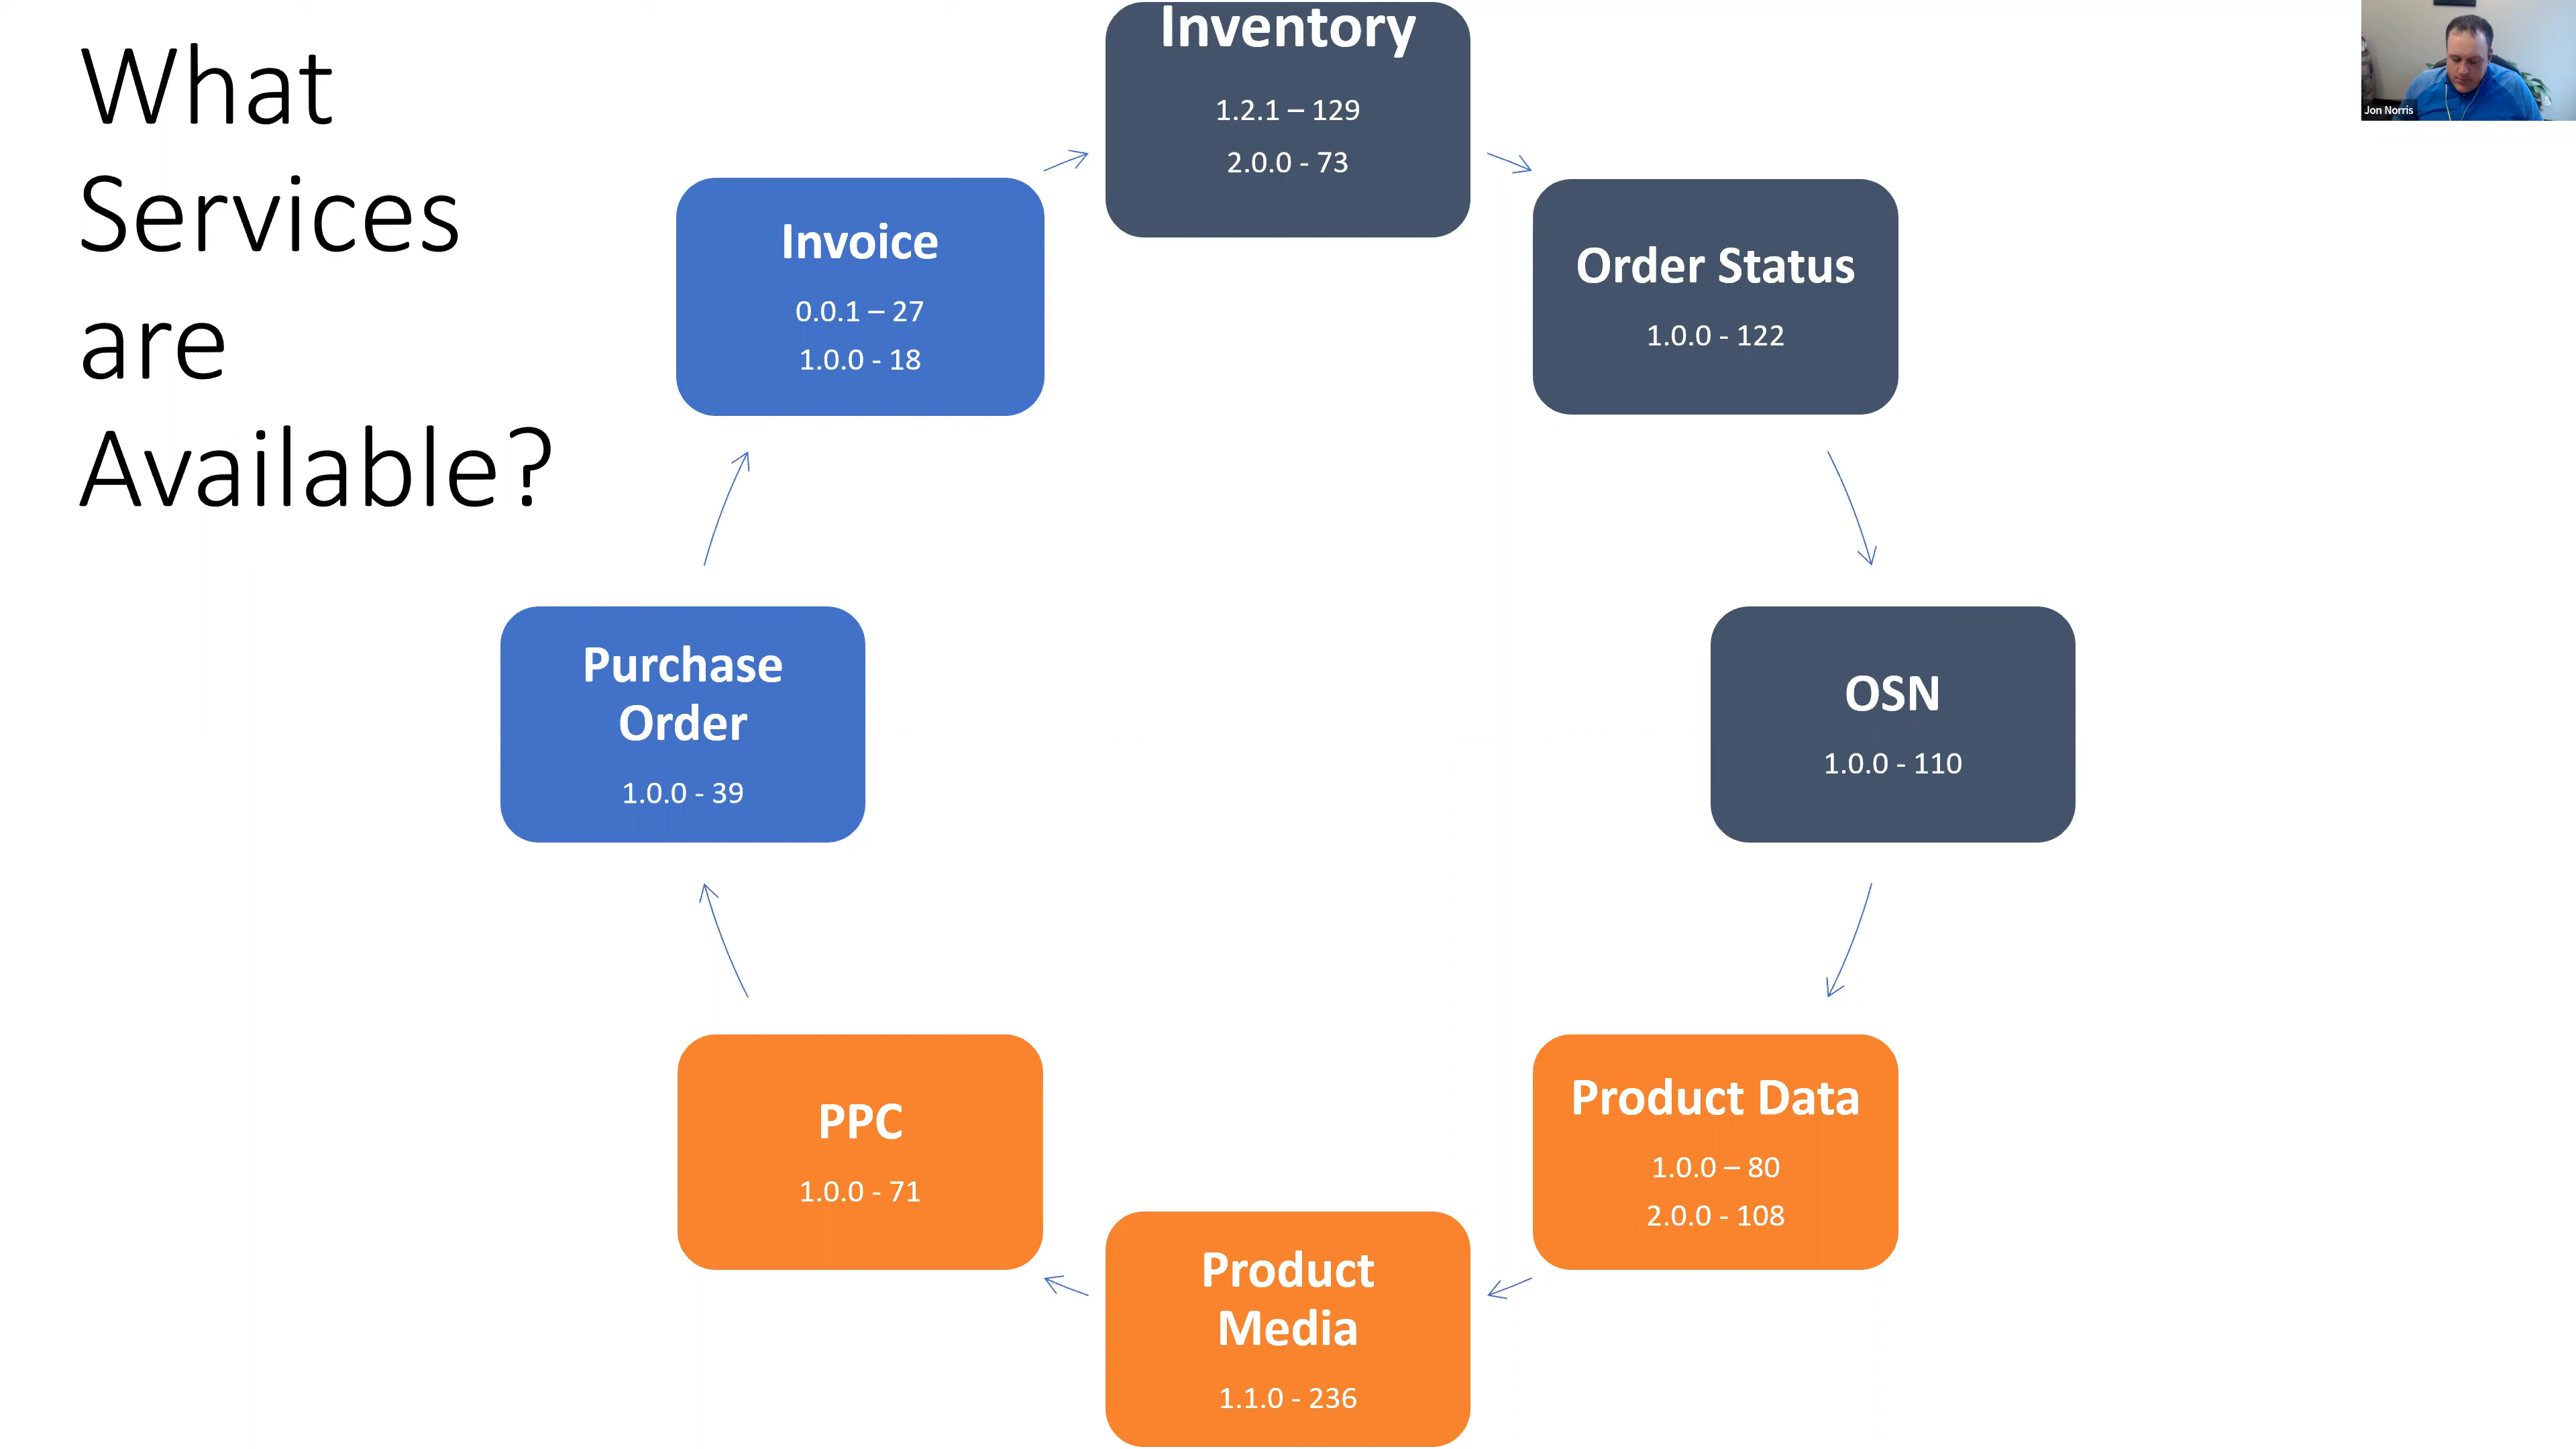 What
Services
are
Available?
Inventory
1.2.1 – 129
2.0.0 - 73
Order Status
1.0.0 - 122
OSN
1.0.0 - 110
Product Data
1.0.0 – 80
2.0.0 - 108
Product
Media
1.1.0 - 236
PPC
1.0.0 - 71
Purchase
Order
1.0.0 - 39
Invoice
0.0.1 – 27
1.0.0 - 18
Jon Norris